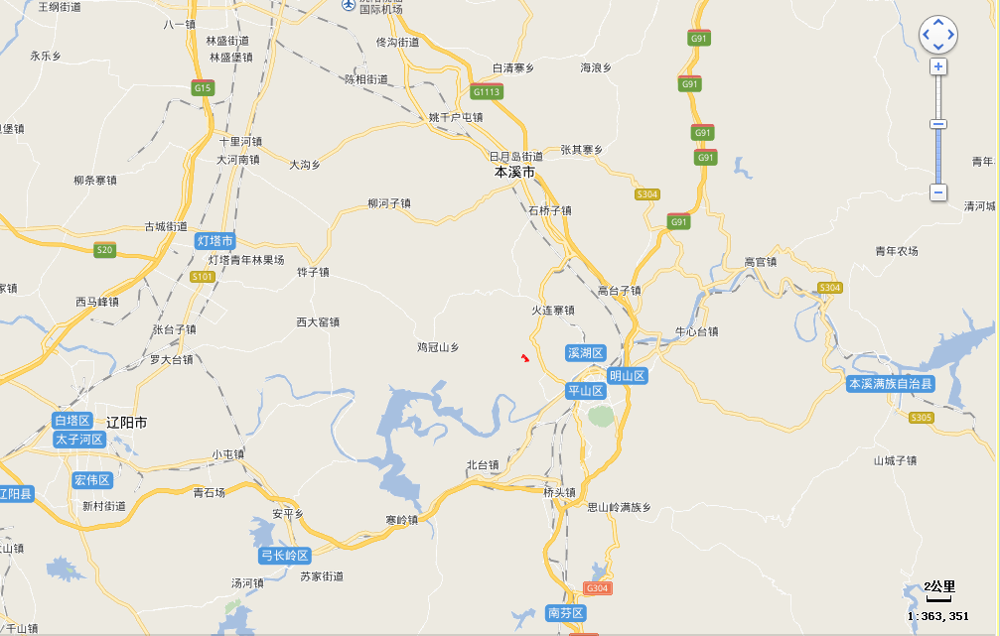 王纲街道
国际机场
八一镇
林盛街道
佟沟街道
G91
永乐乡
林盛堡镇
白清寨乡
海浪乡
陈相街道
G15
G1113
G91
姚千户屯镇
G91
十里河镇
日月岛街道
张其寨乡
G91
大河南镇
大沟乡
本溪市
青年
柳条寨镇
S304
柳河子镇
石桥子镇
清河城
古城街道
G91
灯塔市
S20
青年农场
灯塔青年林果场
高官镇
S101
铧子镇
家镇
高台子镇
S304
西马峰镇
火连寨镇
西大窑镇
张台子镇
牛心台镇
鸡冠山乡
溪湖区
罗大台镇
明山区
本溪满族自治县
平山区
白塔区
辽阳市
S305
太子河区
小屯镇
北台镇
山城子镇
宏伟区
辽阳县
青石场
桥头镇
新村街道
安平乡
寒岭镇
思山岭满族乡
弓长岭区
苏家街道
汤河镇
G304
2公里
南芬区
1:363,351
千山镇